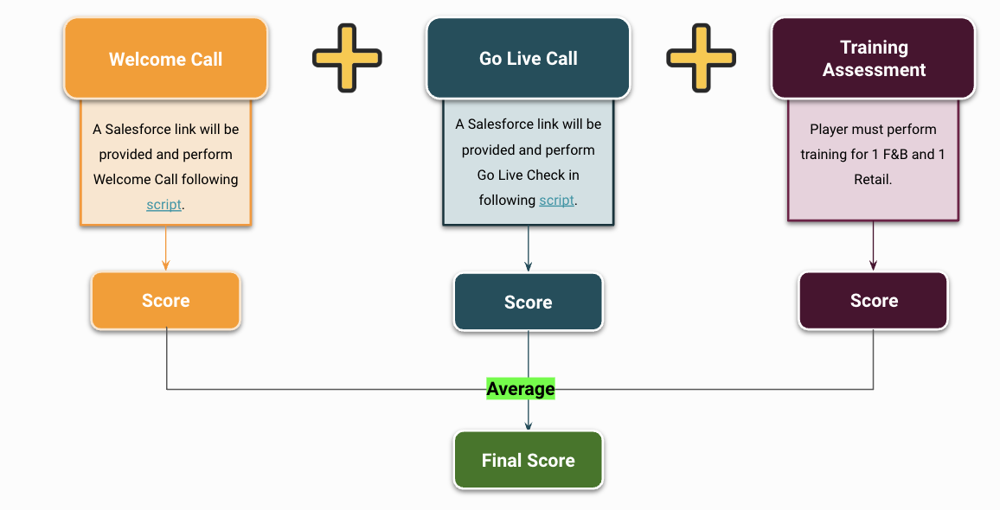 Welcome Call
Go Live Call
Training
Assessment
A Salesforce link will be
provided and perform
Welcome Call following
script.
A Salesforce link will be
provided and perform
Go Live Check in
following script.
Player must perform
training for 1 F&B and 1
Retail.
Score
Score
Score
Average
Final Score